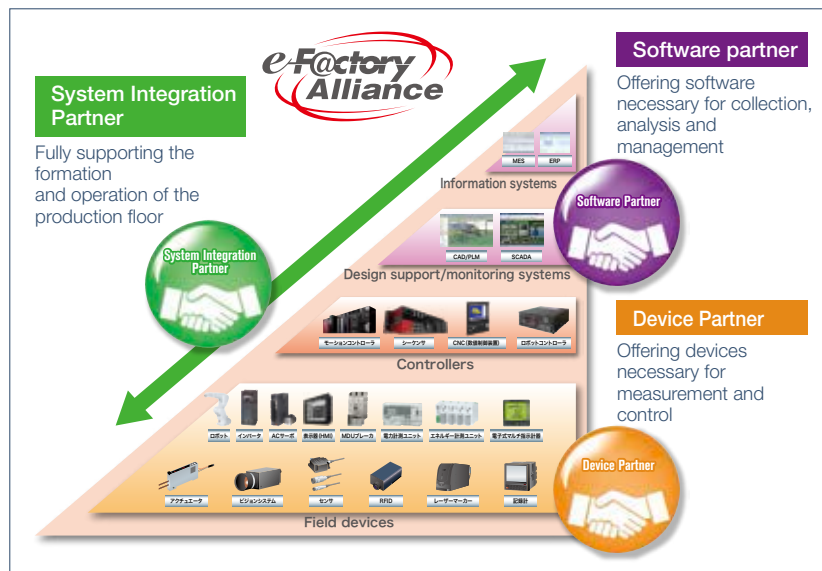 e-F@ctory
Alliance
Software partner
Offering software
necessary for collection,
analysis and
management
System Integration
Partner
Fully supporting the
formation
and operation of the
production floor
MES
ERP
Information systems
Software Partner
CAD/PLM
SCADA
Design support/monitoring systems
System Integration
Partner
モーションコントローラ
シーケンサ
CNC(数値制御装置)
ロボットコントローラ
Controllers
Device Partner
Offering devices
necessary for
measurement and
control
ロボット
インバータ
ACサーボ
表示器(HMI)
MDUブレーカ
電力計測ユニット
エネルギー計測ユニット
電子式マルチ指示計器
アクチュエータ
ビジョンシステム
センサ
RFID
レーザーマーカー
記録計
Field devices
Device Partner